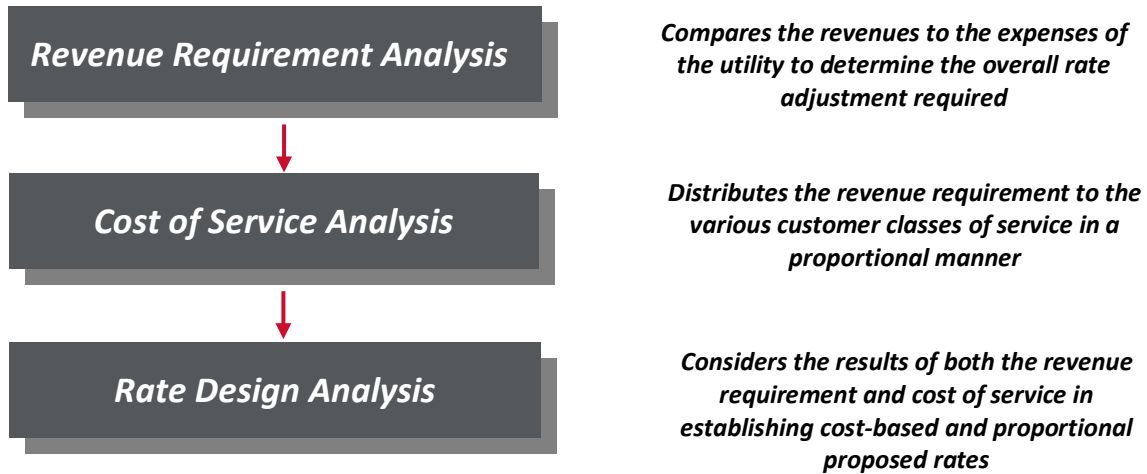 Revenue Requirement Analysis
Compares the revenues to the expenses of
the utility to determine the overall rate
adjustment required
Cost of Service Analysis
Distributes the revenue requirement to the
various customer classes of service in a
proportional manner
Rate Design Analysis
Considers the results of both the revenue
requirement and cost of service in
establishing cost-based and proportional
proposed rates